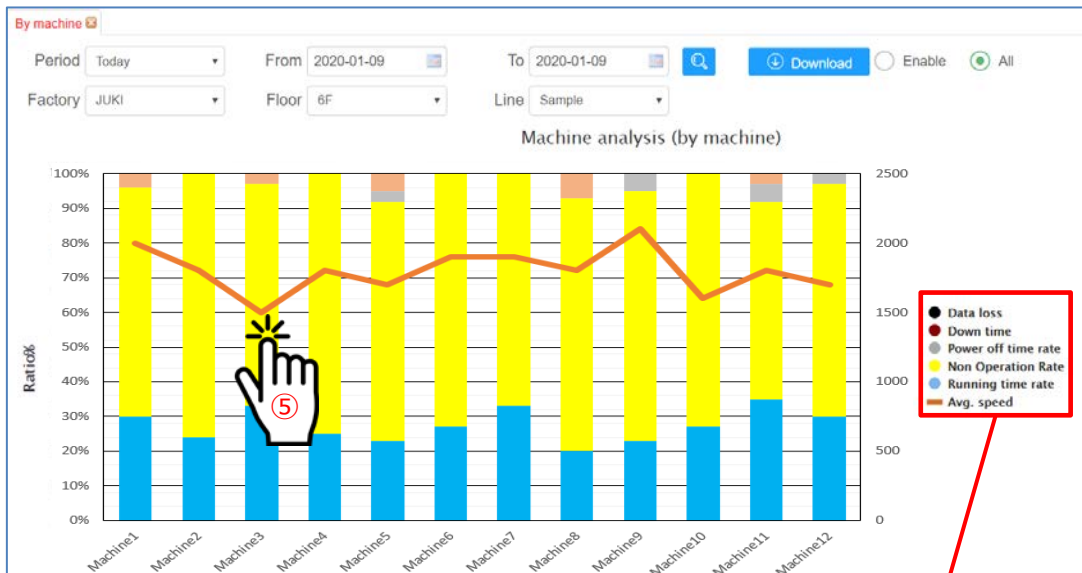 By machine
Period Today From 2020-01-09 To 2020-01-09 Download Enable All
Factory JUKI Floor 6F Line Sample
Machine analysis (by machine)
100% 2500
90%
80% 2000
70%
60% 1500
50%
40% 1000
30%
20% 500
10%
0% 0
Ratio%
⑤
Data loss
Down time
Power off time rate
Non Operation Rate
Running time rate
Avg. speed
Machine1 Machine2 Machine3 Machine4 Machine5 Machine6 Machine7 Machine8 Machine9 Machine10 Machine11 Machine12